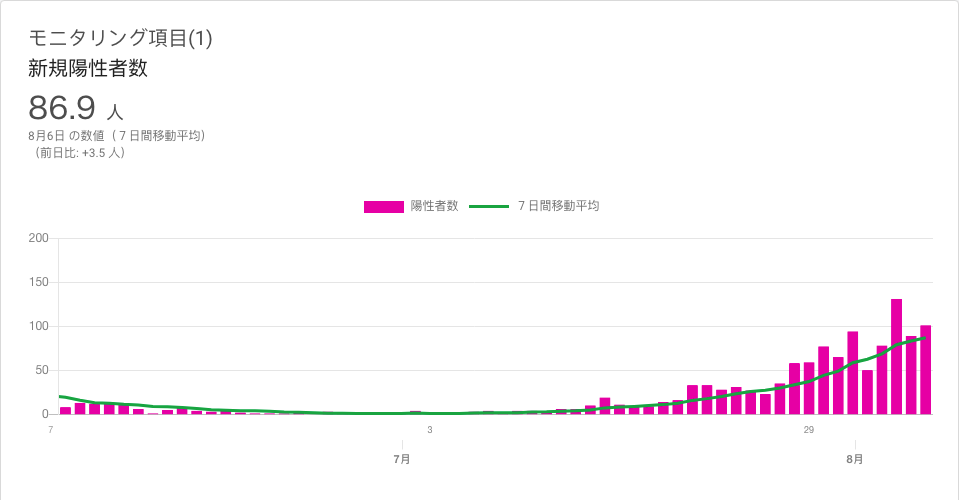 モニタリング項目(1)
新規陽性者数
86.9 人
8月6日 の数値（７日間移動平均）
（前日比: +3.5 人）
陽性者数 ７日間移動平均
200
150
100
50
0
7 3 29
7月 8月